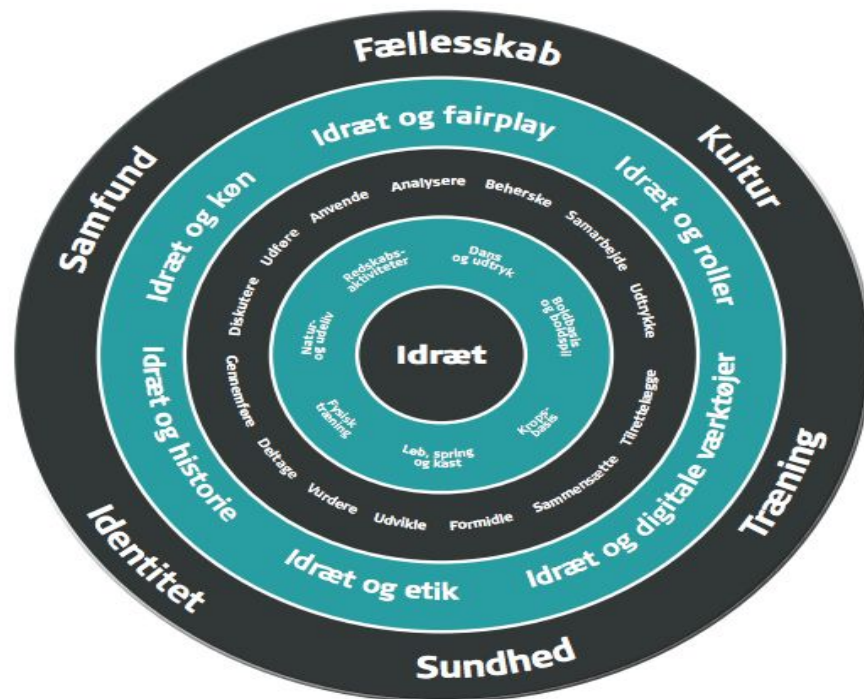 Fællesskab
Kultur
Træning
Sundhed
Identitet
Samfund
Idræt og fairplay
Idræt og roller
Idræt og digitale værktøjer
Idræt og etik
Idræt og historie
Idræt og køn
Analysere
Beherske
Samarbejde
Udtrykke
Tilrettelægge
Sammensætte
Formidle
Udvikle
Vurdere
Deltage
Gennemføre
Diskutere
Udføre
Anvende
Dans
og udtryk
Boldbasis
og boldspil
Krops-
basis
Løb, spring
og kast
Fysisk
træning
Natur-
og udeliv
Redskabs-
aktiviteter
Idræt